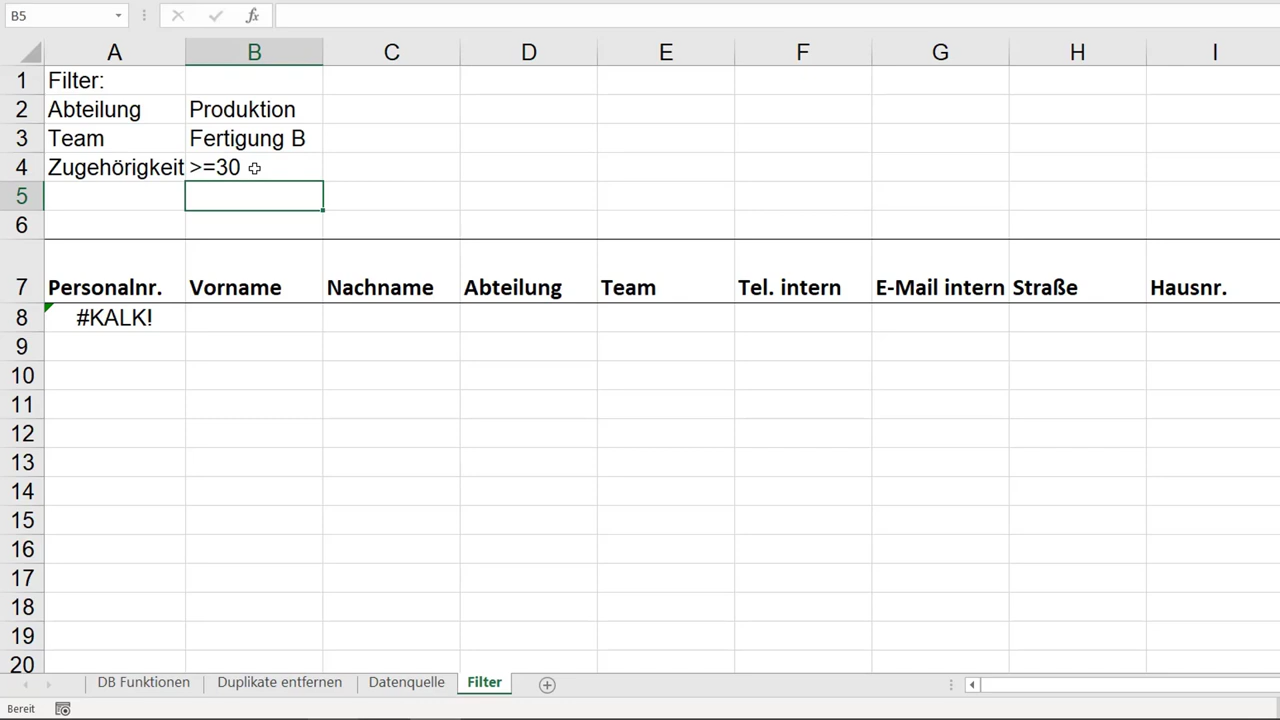 B5
fx
A B C D E F G H I
1 Filter:
2 Abteilung Produktion
3 Team Fertigung B
4 Zugehörigkeit >=30
5
6
7 Personalnr. Vorname Nachname Abteilung Team Tel. intern E-Mail intern Straße Hausnr.
8 #KALK!
9
10
11
12
13
14
15
16
17
18
19
20
DB Funktionen Duplikate entfernen Datenquelle Filter
Bereit